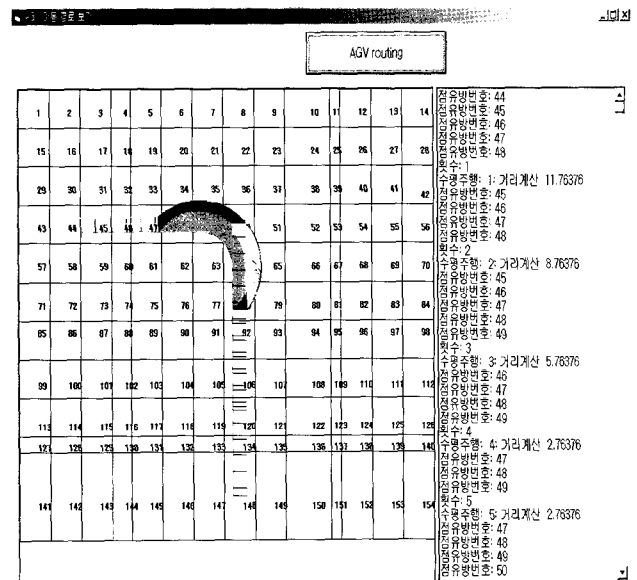 AGV routing
1 2 3 4 5 6 7 8 9 10 11 12 13 14
15 16 17 18 19 20 21 22 23 24 25 26 27 28
29 30 31 32 33 34 35 36 37 38 39 40 41 42
43 44 45 46 47 51 52 53 54 55 56
57 58 59 60 61 62 63 65 66 67 68 69 70
71 72 73 74 75 76 77 79 80 81 82 83 84
85 86 87 88 89 90 91 92 93 94 95 96 97 98
99 100 101 102 103 104 105 106 107 108 109 110 111 112
113 114 115 116 117 118 119 120 121 122 123 124 125 126
127 128 129 130 131 132 133 134 135 136 137 138 139 140
141 142 143 144 145 146 147 148 149 150 151 152 153 154
점유방번호: 44
점유방번호: 45
점유방번호: 46
점유방번호: 47
점유방번호: 48
횟수: 1
수평주행: 1: 거리계산 11.76376
점유방번호: 45
점유방번호: 46
점유방번호: 47
점유방번호: 48
횟수: 2
수평주행: 2: 거리계산 8.76376
점유방번호: 45
점유방번호: 46
점유방번호: 47
점유방번호: 48
점유방번호: 49
횟수: 3
수평주행: 3: 거리계산 5.76376
점유방번호: 46
점유방번호: 47
점유방번호: 48
점유방번호: 49
횟수: 4
수평주행: 4: 거리계산 2.76376
점유방번호: 47
점유방번호: 48
점유방번호: 49
횟수: 5
수평주행: 5: 거리계산 2.76376
점유방번호: 47
점유방번호: 48
점유방번호: 49
점유방번호: 50